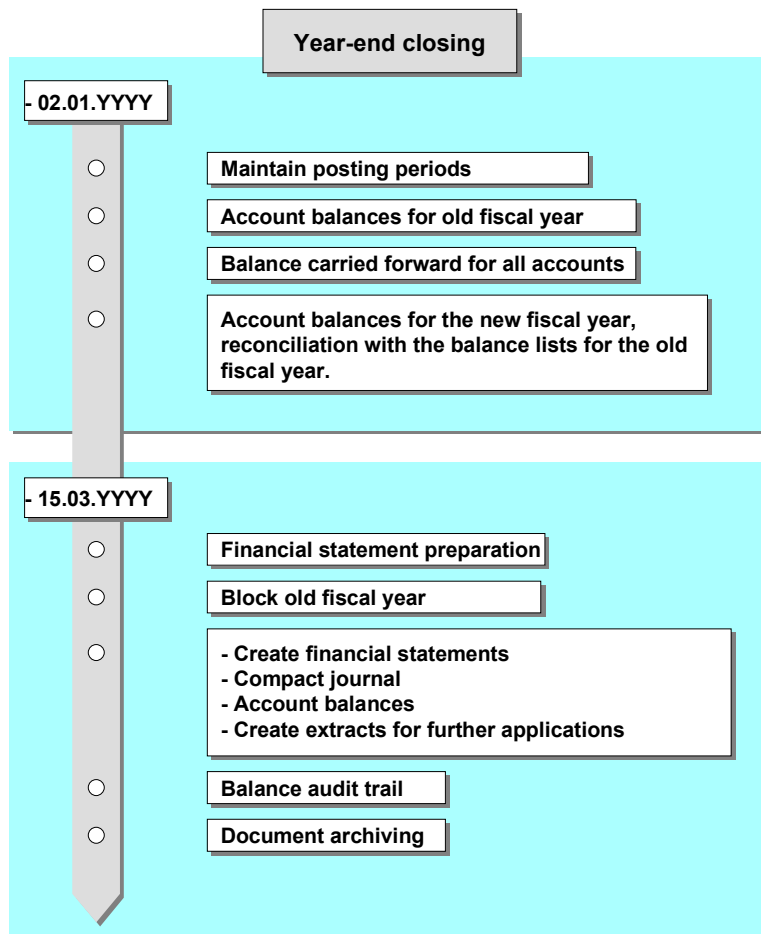 Year-end closing
- 02.01.YYYY
Maintain posting periods
Account balances for old fiscal year
Balance carried forward for all accounts
Account balances for the new fiscal year,
reconciliation with the balance lists for the old
fiscal year.
- 15.03.YYYY
Financial statement preparation
Block old fiscal year
- Create financial statements
- Compact journal
- Account balances
- Create extracts for further applications
Balance audit trail
Document archiving